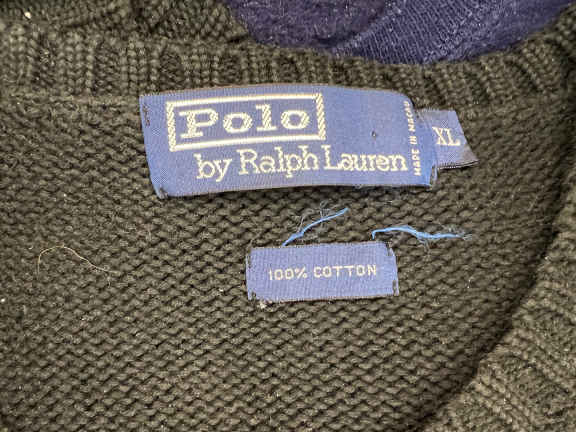 Polo
by Ralph Lauren
MADE IN MACAU
XL
100% COTTON